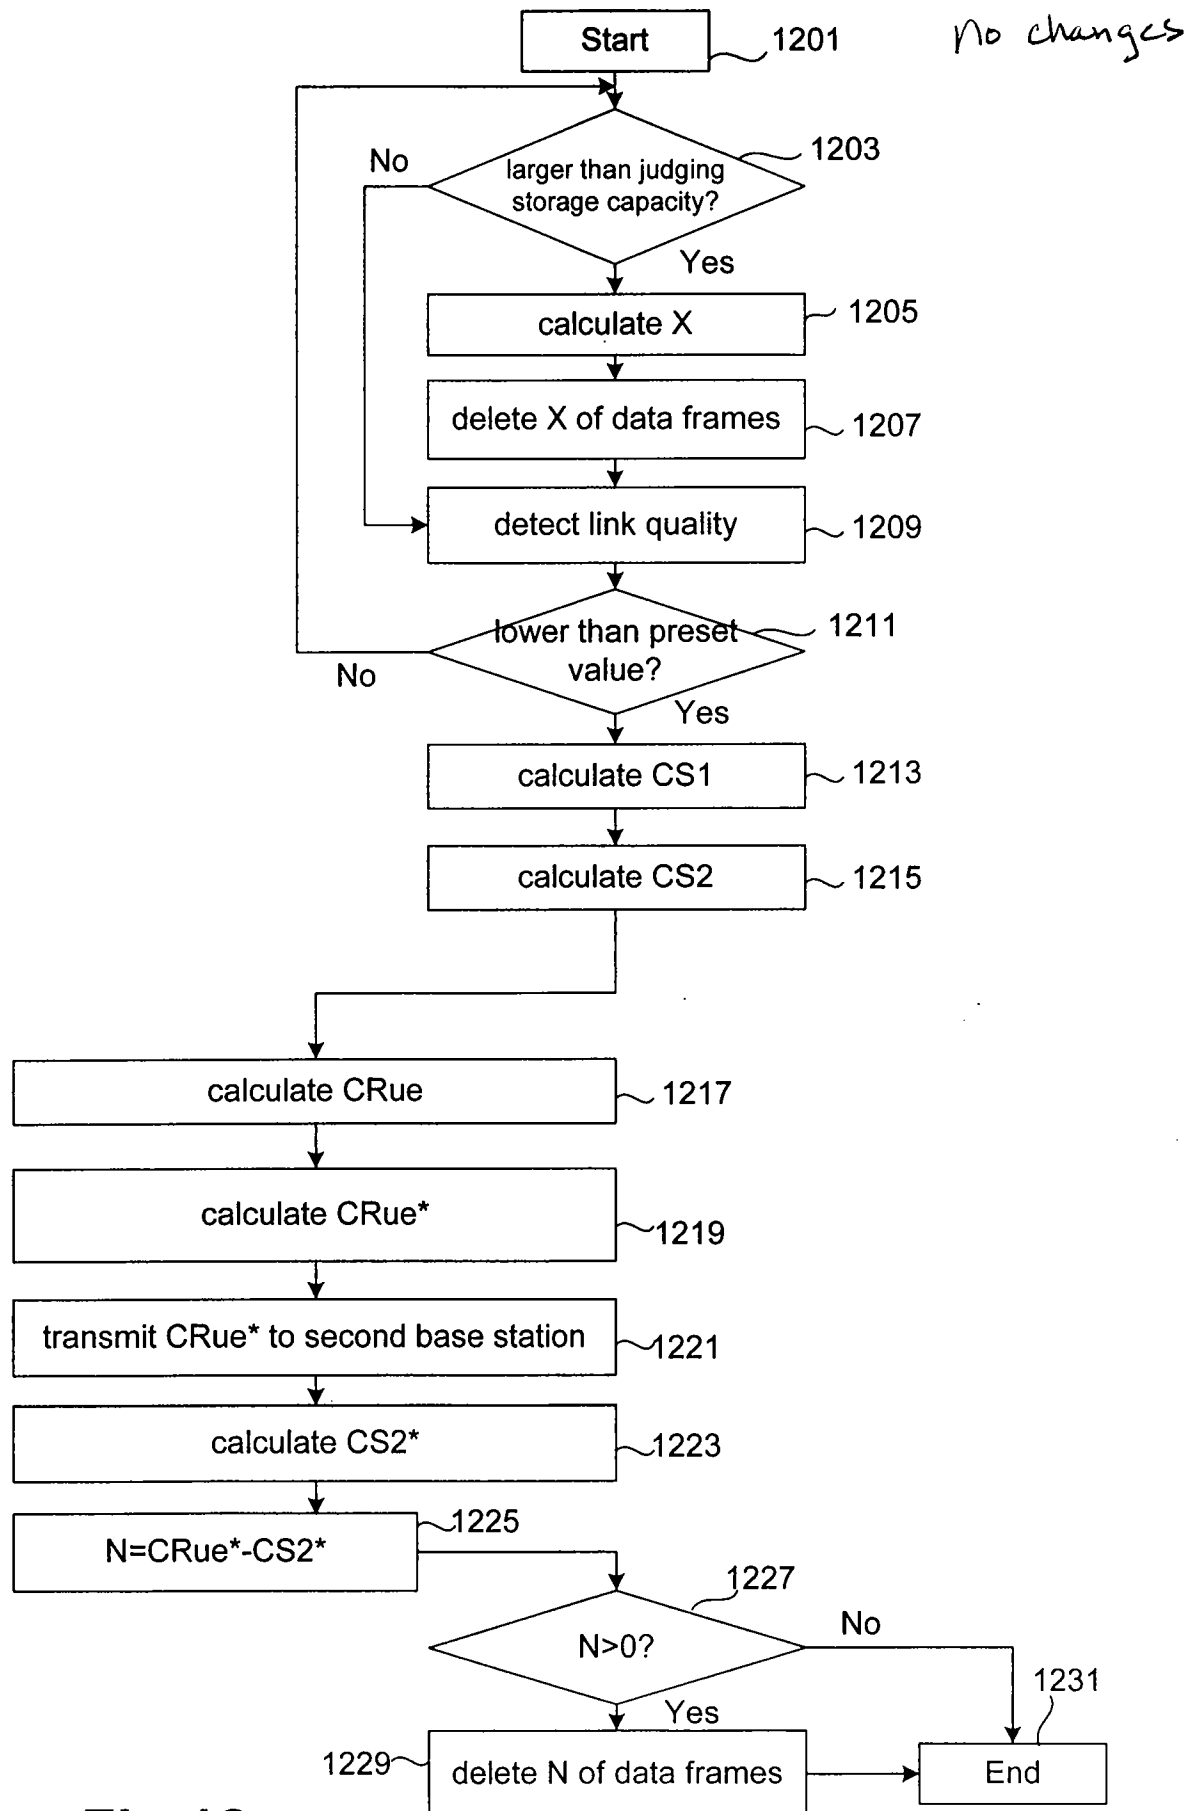 Start
1201
no changes
1203
No
larger than judging
storage capacity?
Yes
1205
calculate X
delete X of data frames
1207
detect link quality
1209
lower than preset
value?
1211
No
Yes
calculate CS1
1213
calculate CS2
1215
calculate CRue
1217
calculate CRue*
1219
transmit CRue* to second base station
1221
calculate CS2*
1223
1225
N=CRue*-CS2*
1227
N>0?
No
1231
Yes
1229
delete N of data frames
End